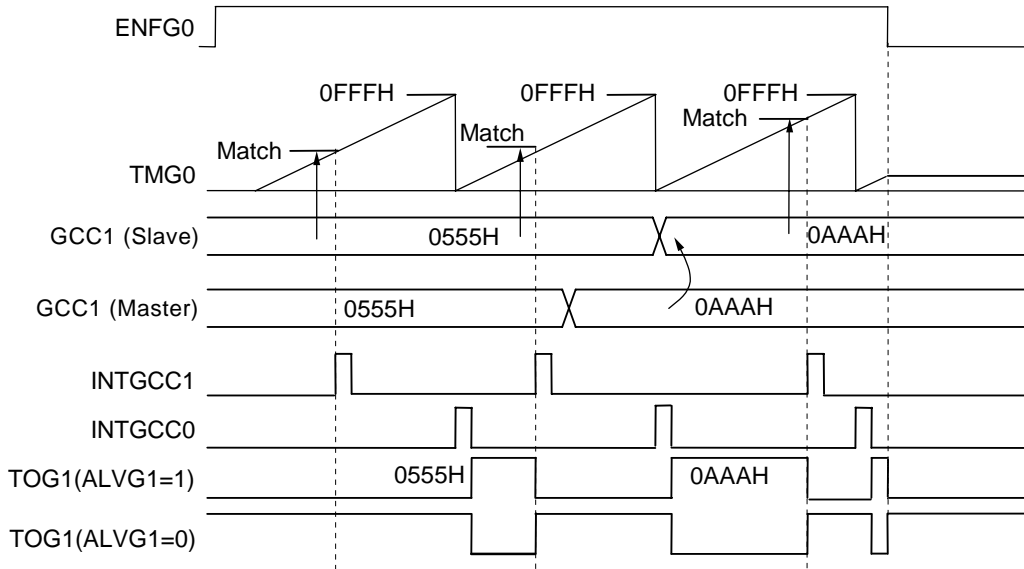 ENFG0
0FFFH
0FFFH
0FFFH
Match
Match
Match
TMG0
GCC1 (Slave)
0555H
0AAAH
GCC1 (Master)
0555H
0AAAH
INTGCC1
INTGCC0
TOG1(ALVG1=1)
0555H
0AAAH
TOG1(ALVG1=0)